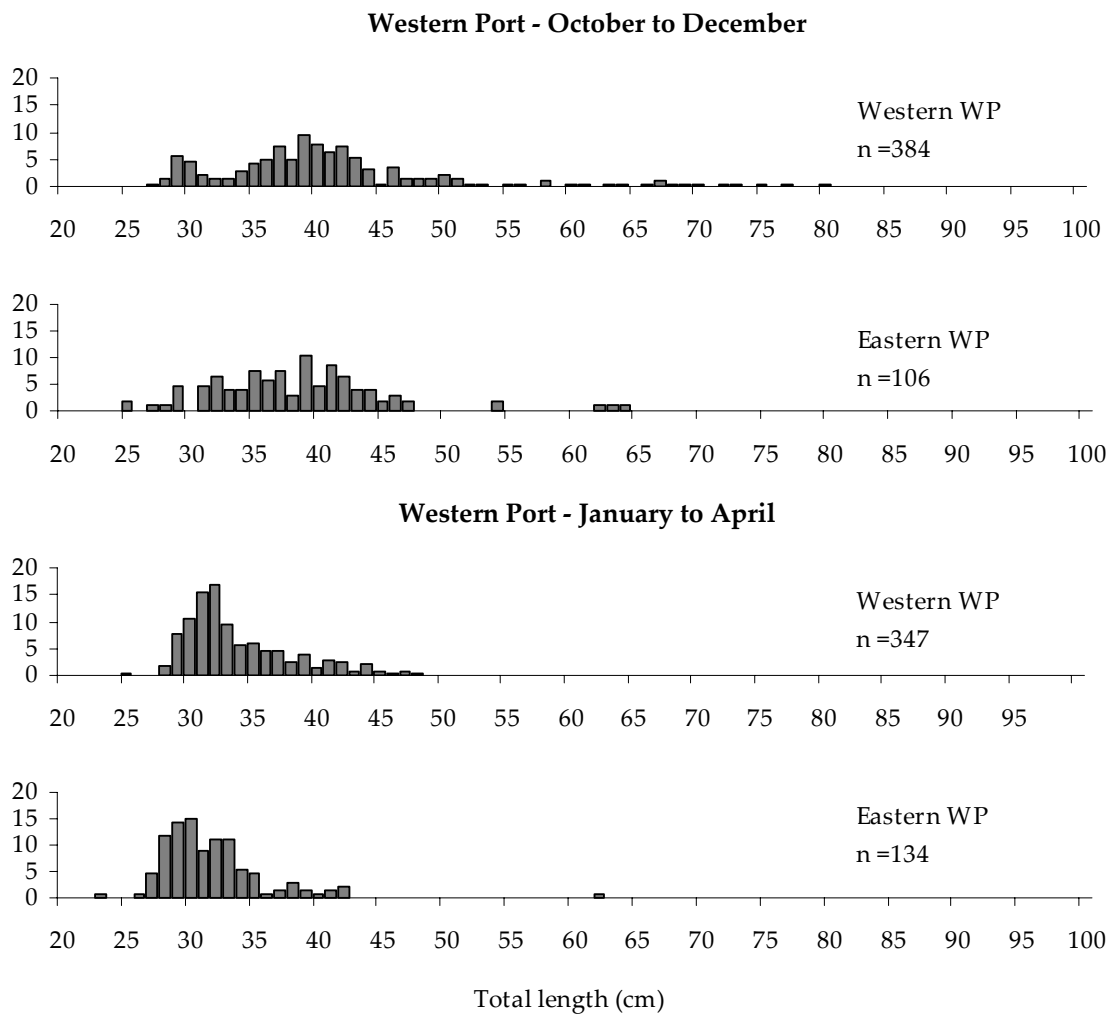 Western Port - October to December
20
15
10
5
0
Western WP
n =384
20 25 30 35 40 45 50 55 60 65 70 75 80 85 90 95 100
20
15
10
5
0
Eastern WP
n =106
20 25 30 35 40 45 50 55 60 65 70 75 80 85 90 95 100
Western Port - January to April
20
15
10
5
0
Western WP
n =347
20 25 30 35 40 45 50 55 60 65 70 75 80 85 90 95
20
15
10
5
0
Eastern WP
n =134
20 25 30 35 40 45 50 55 60 65 70 75 80 85 90 95 100
Total length (cm)